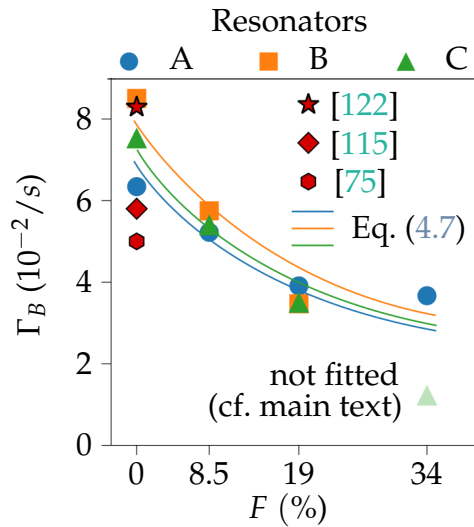 Resonators
A B C
[122]
[115]
[75]
Eq. (4.7)
not fitted
(cf. main text)
Γ_B (10⁻²/s)
8
6
4
2
0
0 8.5 19 34
F (%)